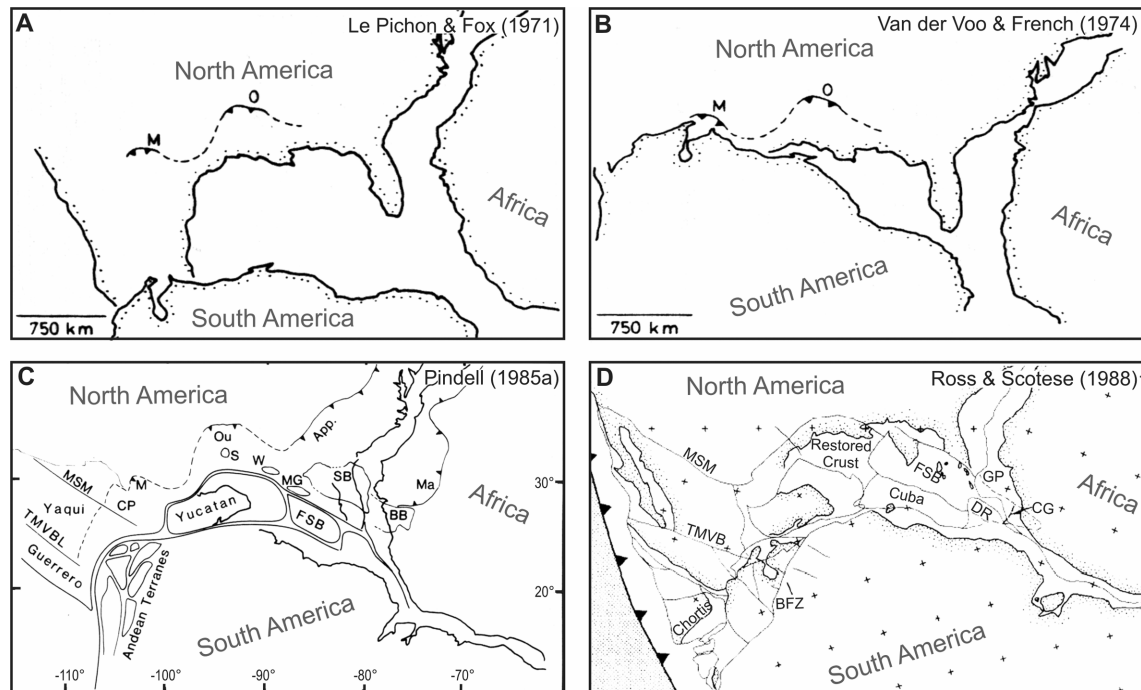 A
Le Pichon & Fox (1971)
North America
O
M
Africa
750 km
South America
B
Van der Voo & French (1974)
North America
O
M
Africa
South America
750 km
C
Pindell (1985a)
North America
App.
Ou
S
W
MG
SB
Ma
MSM
M
CP
Yaqui
Yucatan
FSB
BB
Africa
30°
TMVBL
Guerrero
Andean Terranes
South America
20°
-110°
-100°
-90°
-80°
-70°
D
Ross & Scotese (1988)
North America
Restored
Crust
MSM
FSB
GP
Africa
Cuba
DR
CG
TMVB
BFZ
Chortis
South America